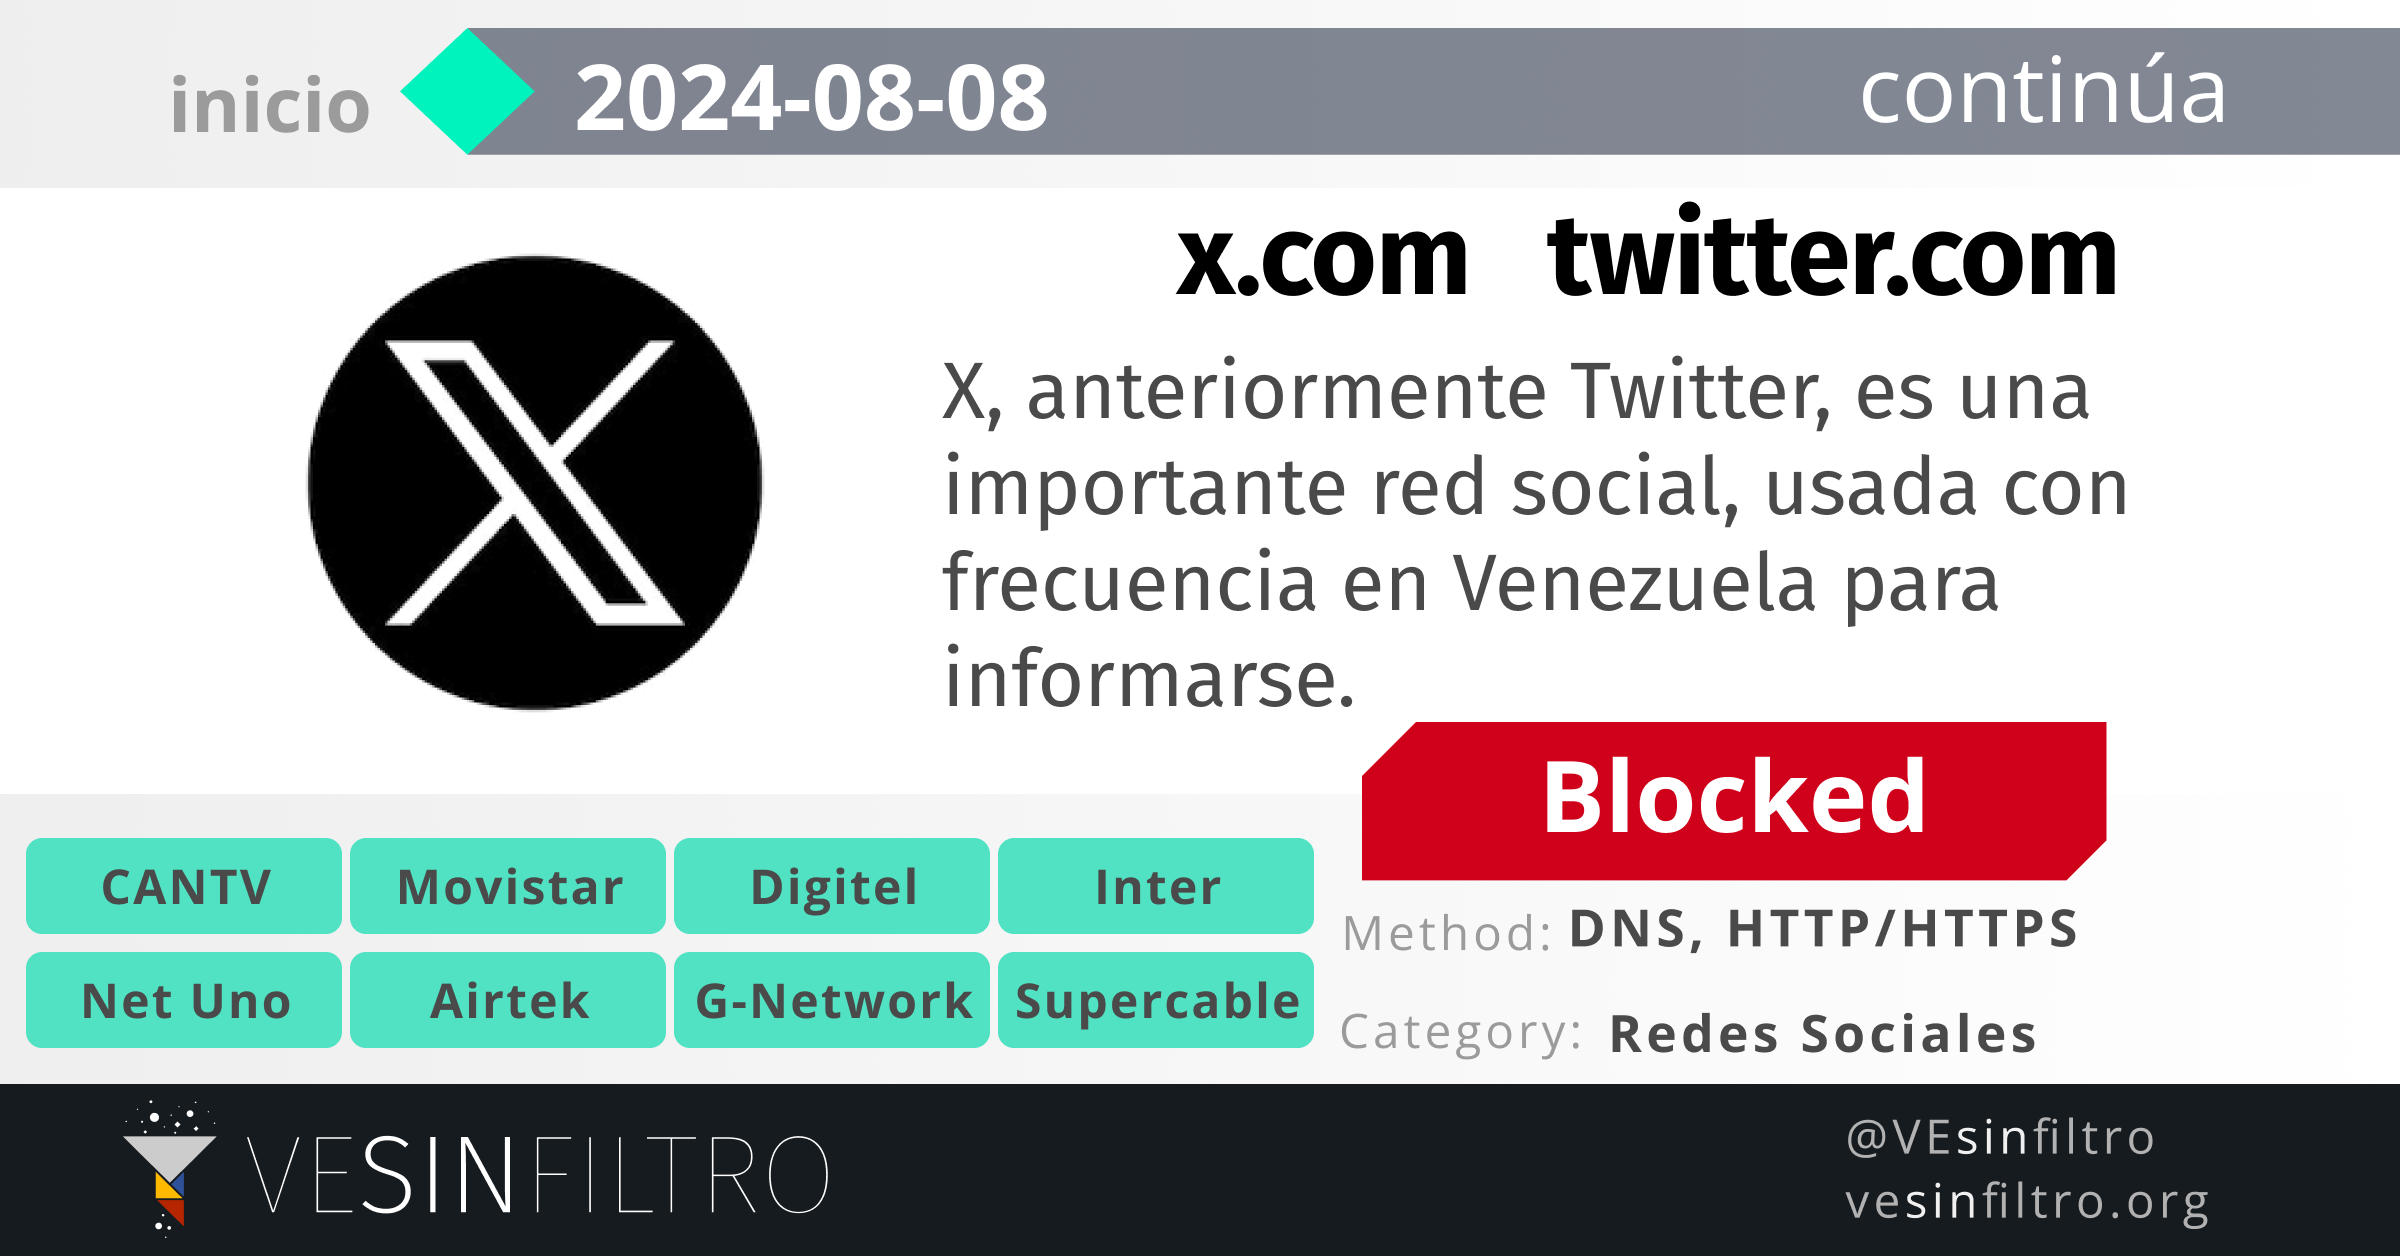 inicio 2024-08-08 continúa
x.com twitter.com
X, anteriormente Twitter, es una
importante red social, usada con
frecuencia en Venezuela para
informarse.
Blocked
CANTV Movistar Digitel Inter
Net Uno Airtek G-Network Supercable
Method: DNS, HTTP/HTTPS
Category: Redes Sociales
VESINFILTRO
@VEsinfiltro
vesinfiltro.org